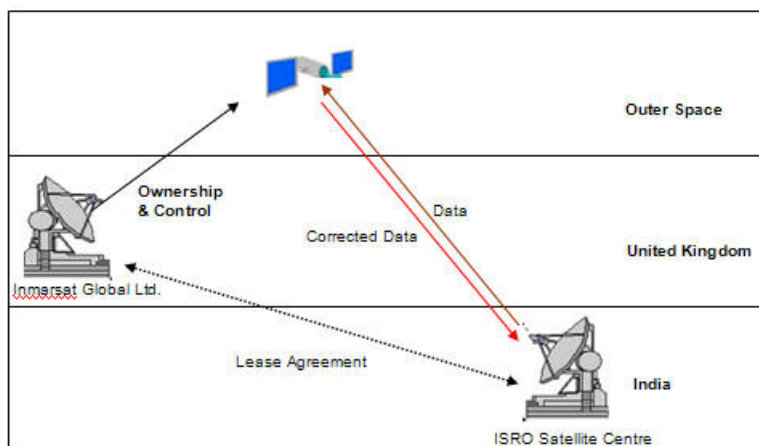 Outer Space
Ownership
& Control
Data
Corrected Data
United Kingdom
Inmarsat Global Ltd.
Lease Agreement
India
ISRO Satellite Centre